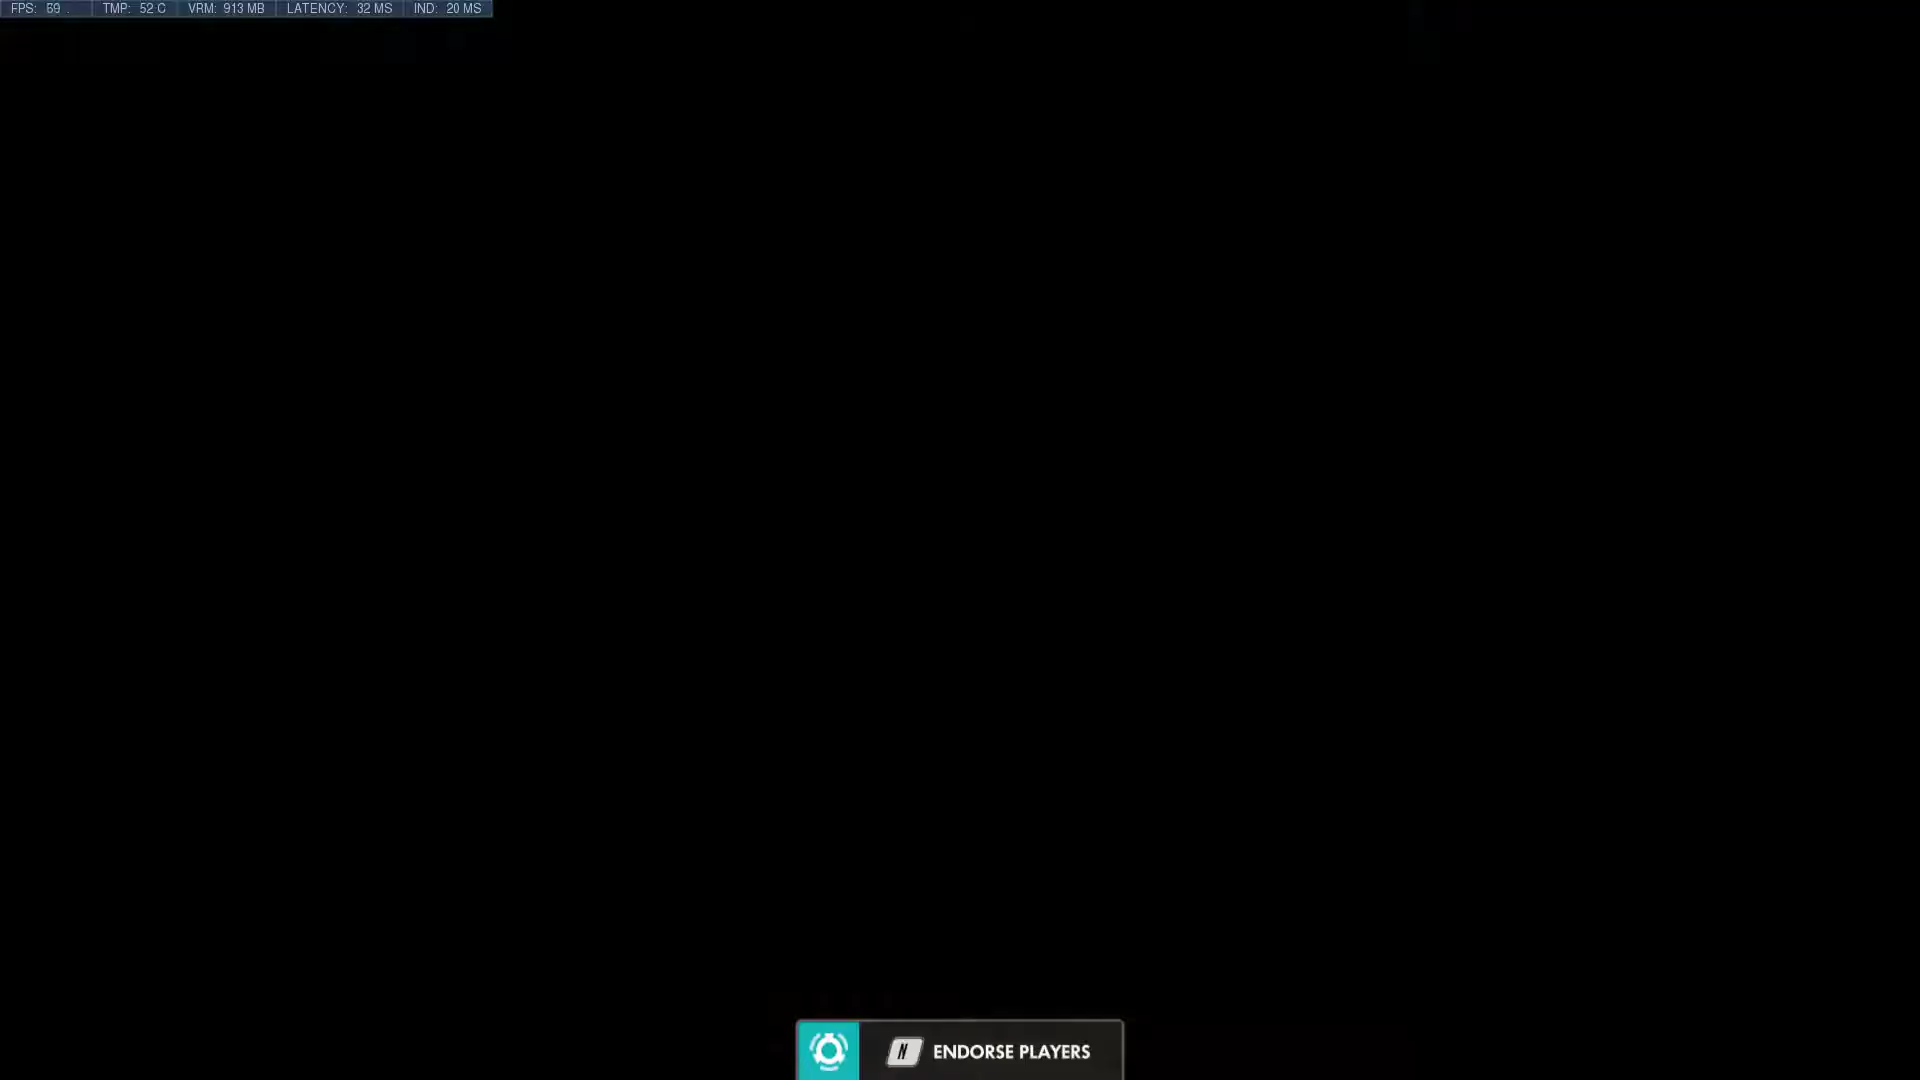 FPS: 59 TMP: 52 C VRM: 913 MB LATENCY: 32 MS IND: 20 MS
N ENDORSE PLAYERS